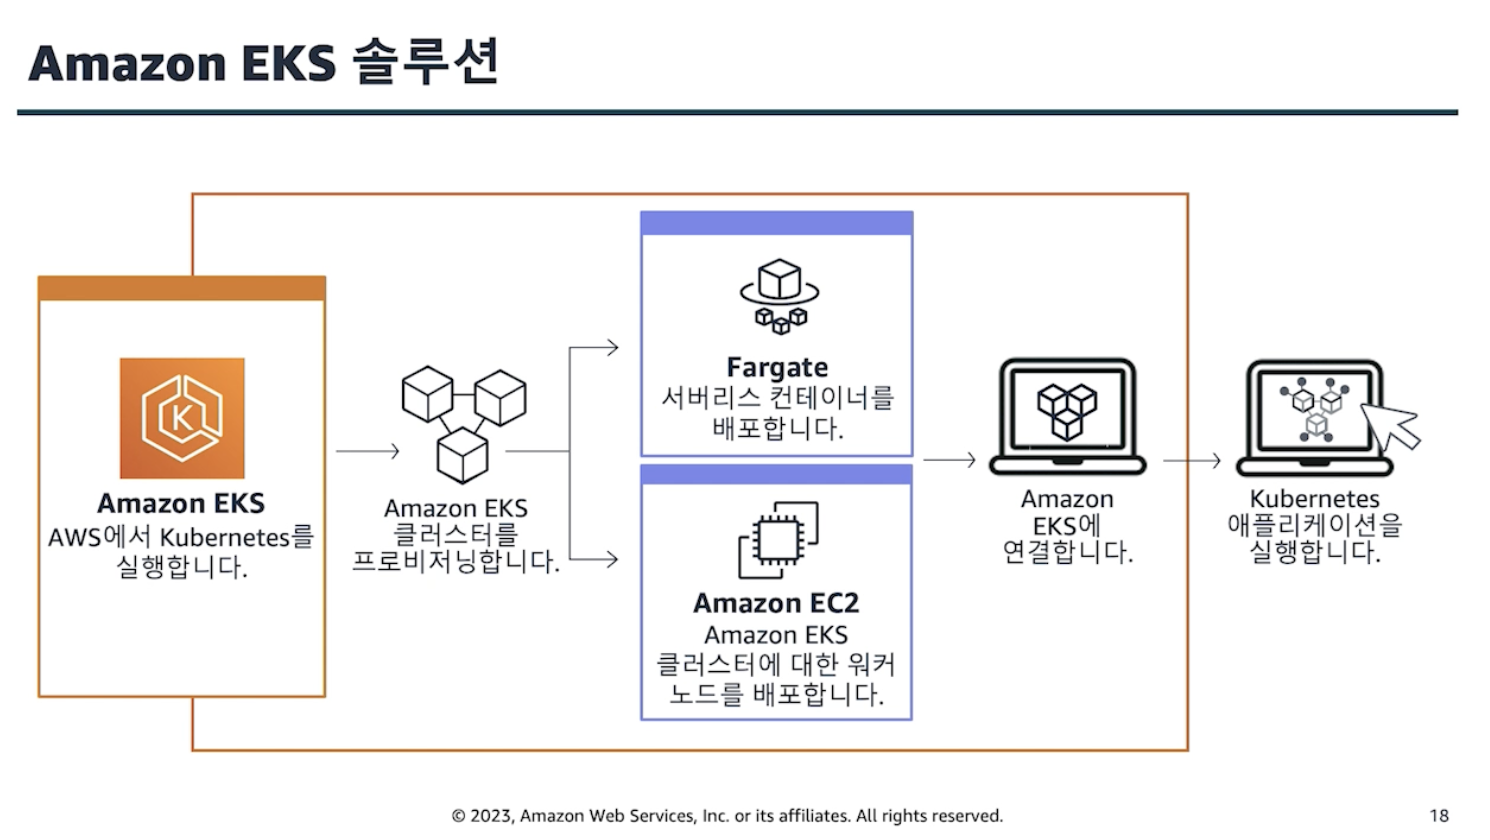 Amazon EKS 솔루션
Amazon EKS
AWS에서 Kubernetes를
실행합니다.
Amazon EKS
클러스터를
프로비저닝합니다.
Fargate
서버리스 컨테이너를
배포합니다.
Amazon EC2
Amazon EKS
클러스터에 대한 워커
노드를 배포합니다.
Amazon
EKS에
연결합니다.
Kubernetes
애플리케이션을
실행합니다.
© 2023, Amazon Web Services, Inc. or its affiliates. All rights reserved.
18